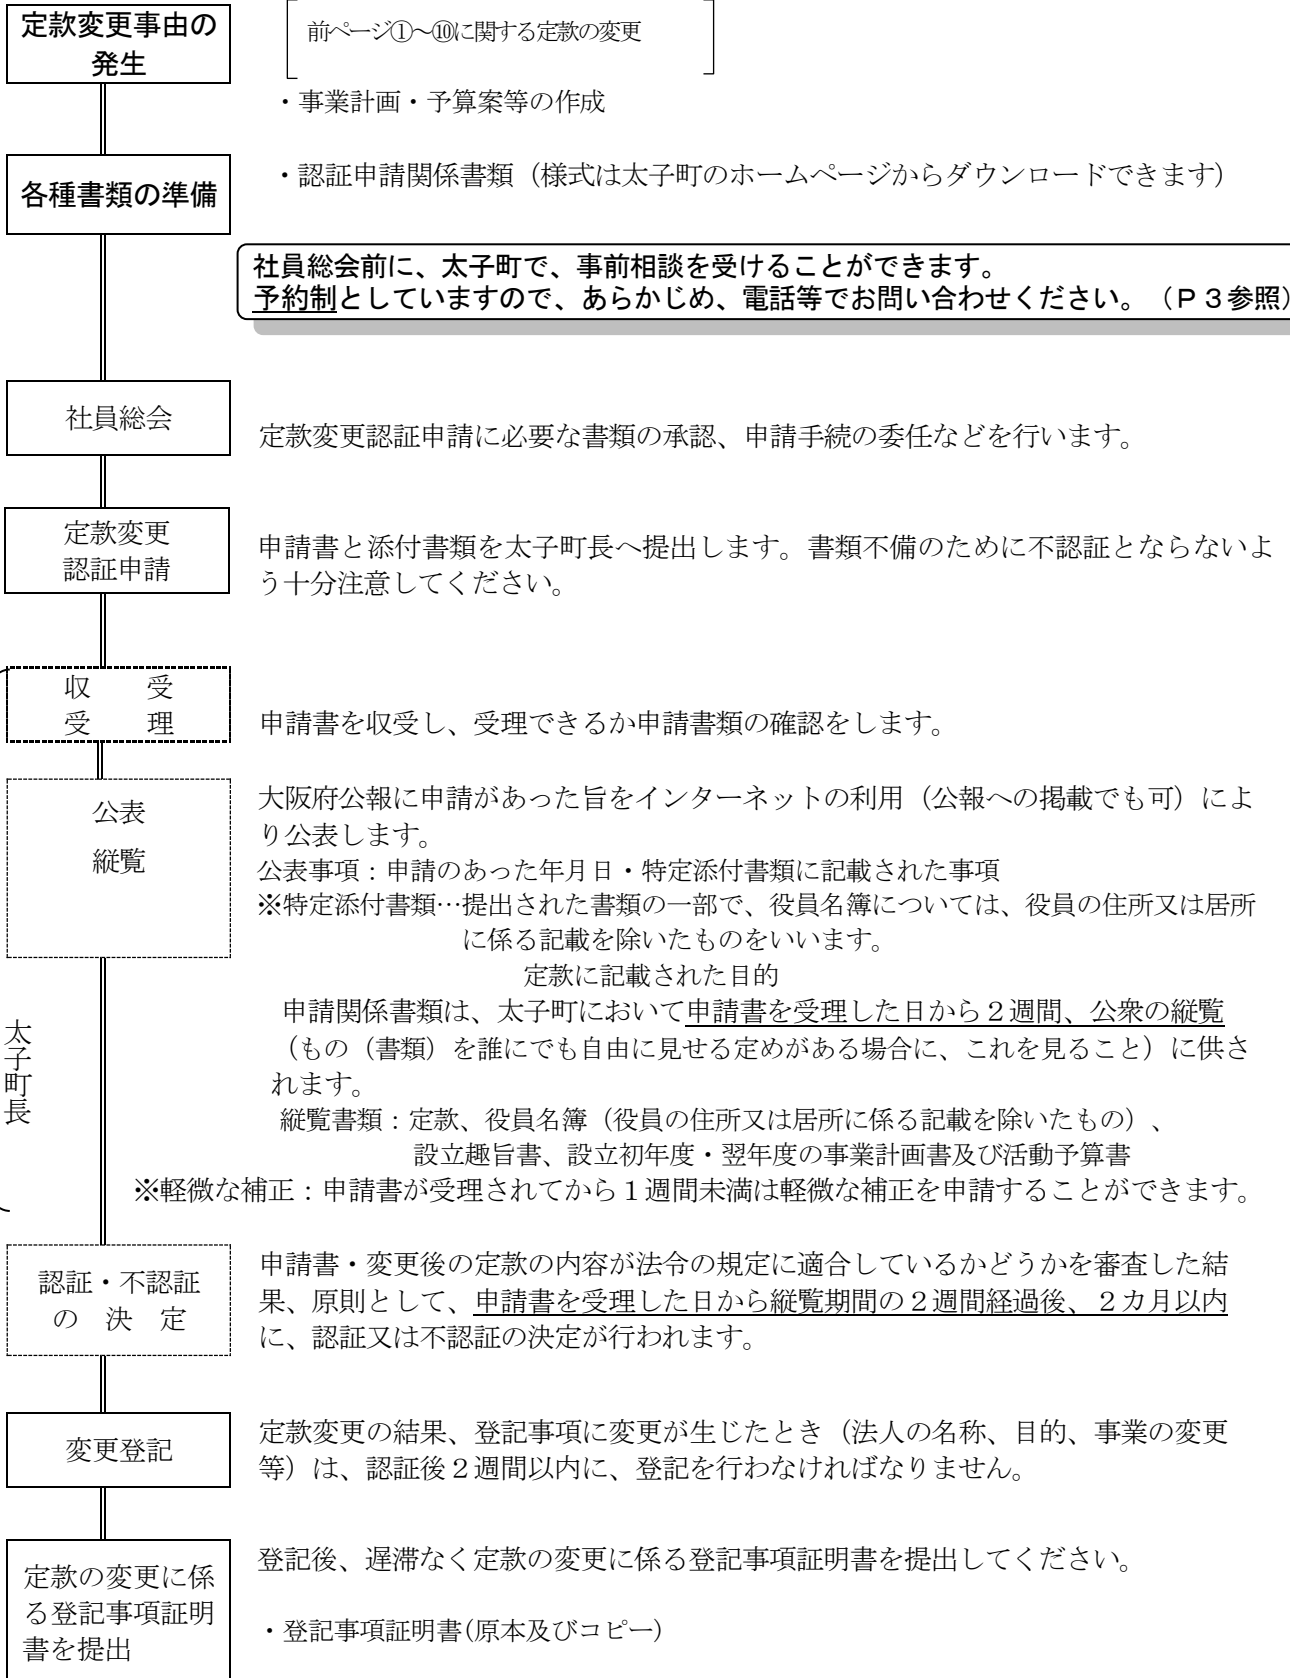 定款変更事由の
発生
前ページ①～⑩に関する定款の変更
・事業計画・予算案等の作成
各種書類の準備
・認証申請関係書類（様式は太子町のホームページからダウンロードできます）
社員総会前に、太子町で、事前相談を受けることができます。
予約制としていますので、あらかじめ、電話等でお問い合わせください。（Ｐ３参照）
社員総会
定款変更認証申請に必要な書類の承認、申請手続の委任などを行います。
定款変更
認証申請
申請書と添付書類を太子町長へ提出します。書類不備のために不認証とならないよ
う十分注意してください。
収　　受
受　　理
申請書を収受し、受理できるか申請書類の確認をします。
公表
縦覧
大阪府公報に申請があった旨をインターネットの利用（公報への掲載でも可）によ
り公表します。
公表事項：申請のあった年月日・特定添付書類に記載された事項
※特定添付書類…提出された書類の一部で、役員名簿については、役員の住所又は居所
に係る記載を除いたものをいいます。
定款に記載された目的
申請関係書類は、太子町において申請書を受理した日から２週間、公衆の縦覧
（もの（書類）を誰にでも自由に見せる定めがある場合に、これを見ること）に供さ
れます。
縦覧書類：定款、役員名簿（役員の住所又は居所に係る記載を除いたもの）、
設立趣旨書、設立初年度・翌年度の事業計画書及び活動予算書
※軽微な補正：申請書が受理されてから１週間未満は軽微な補正を申請することができます。
太子町長
認証・不認証
の　決　定
申請書・変更後の定款の内容が法令の規定に適合しているかどうかを審査した結
果、原則として、申請書を受理した日から縦覧期間の２週間経過後、２カ月以内
に、認証又は不認証の決定が行われます。
変更登記
定款変更の結果、登記事項に変更が生じたとき（法人の名称、目的、事業の変更
等）は、認証後２週間以内に、登記を行わなければなりません。
定款の変更に係
る登記事項証明
書を提出
登記後、遅滞なく定款の変更に係る登記事項証明書を提出してください。
・登記事項証明書(原本及びコピー)